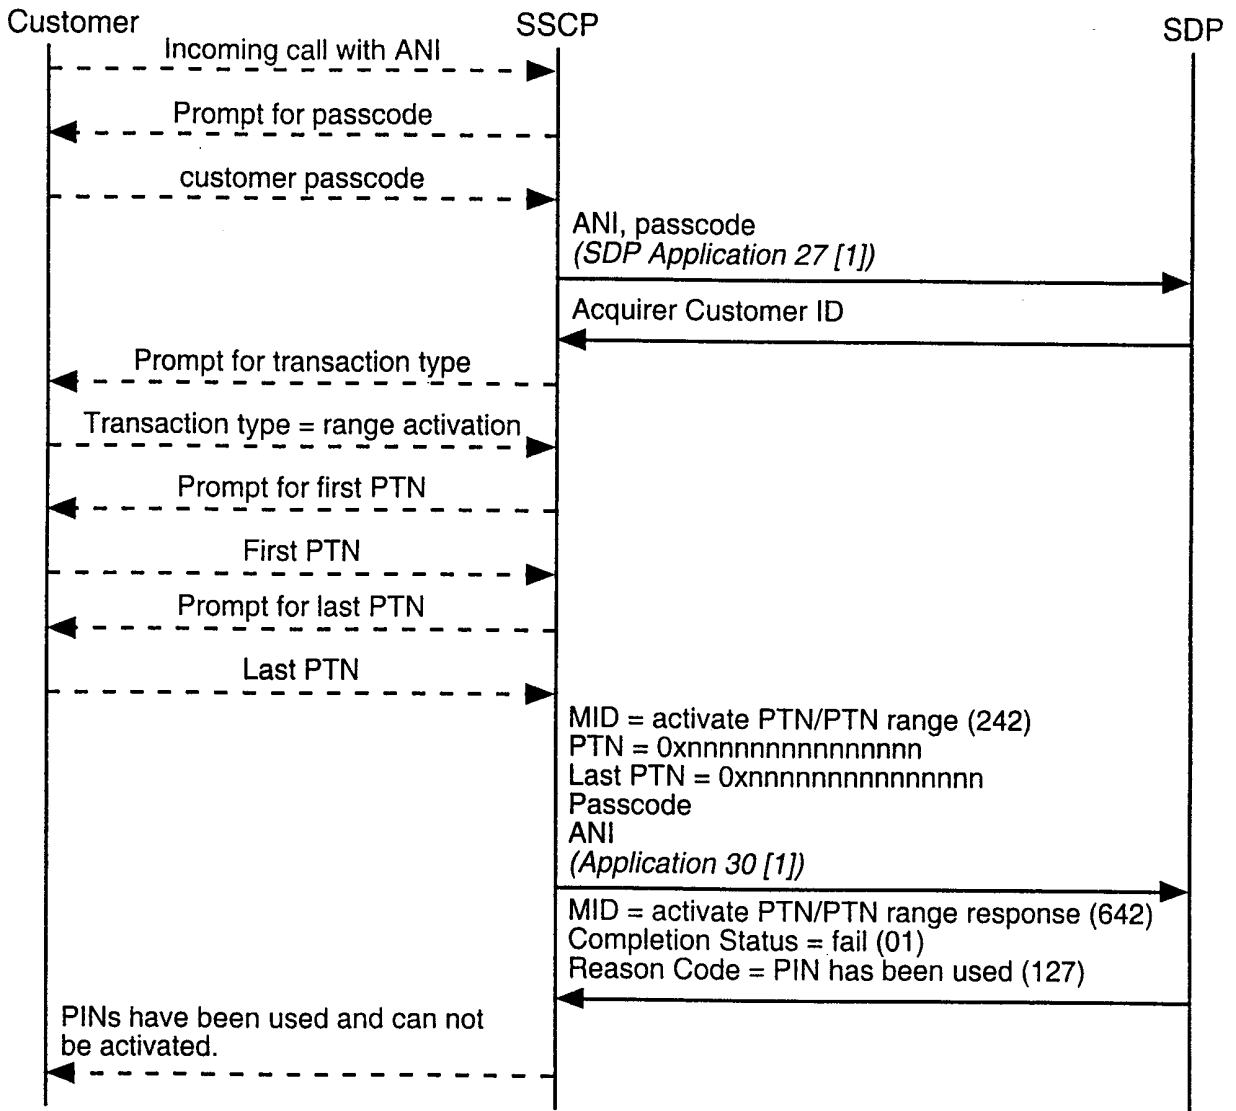 Customer
SSCP
SDP
Incoming call with ANI
Prompt for passcode
customer passcode
ANI, passcode
(SDP Application 27 [1])
Acquirer Customer ID
Prompt for transaction type
Transaction type = range activation
Prompt for first PTN
First PTN
Prompt for last PTN
Last PTN
MID = activate PTN/PTN range (242)
PTN = 0xnnnnnnnnnnnnnnnn
Last PTN = 0xnnnnnnnnnnnnnnnn
Passcode
ANI
(Application 30 [1])
MID = activate PTN/PTN range response (642)
Completion Status = fail (01)
Reason Code = PIN has been used (127)
PINs have been used and can not
be activated.